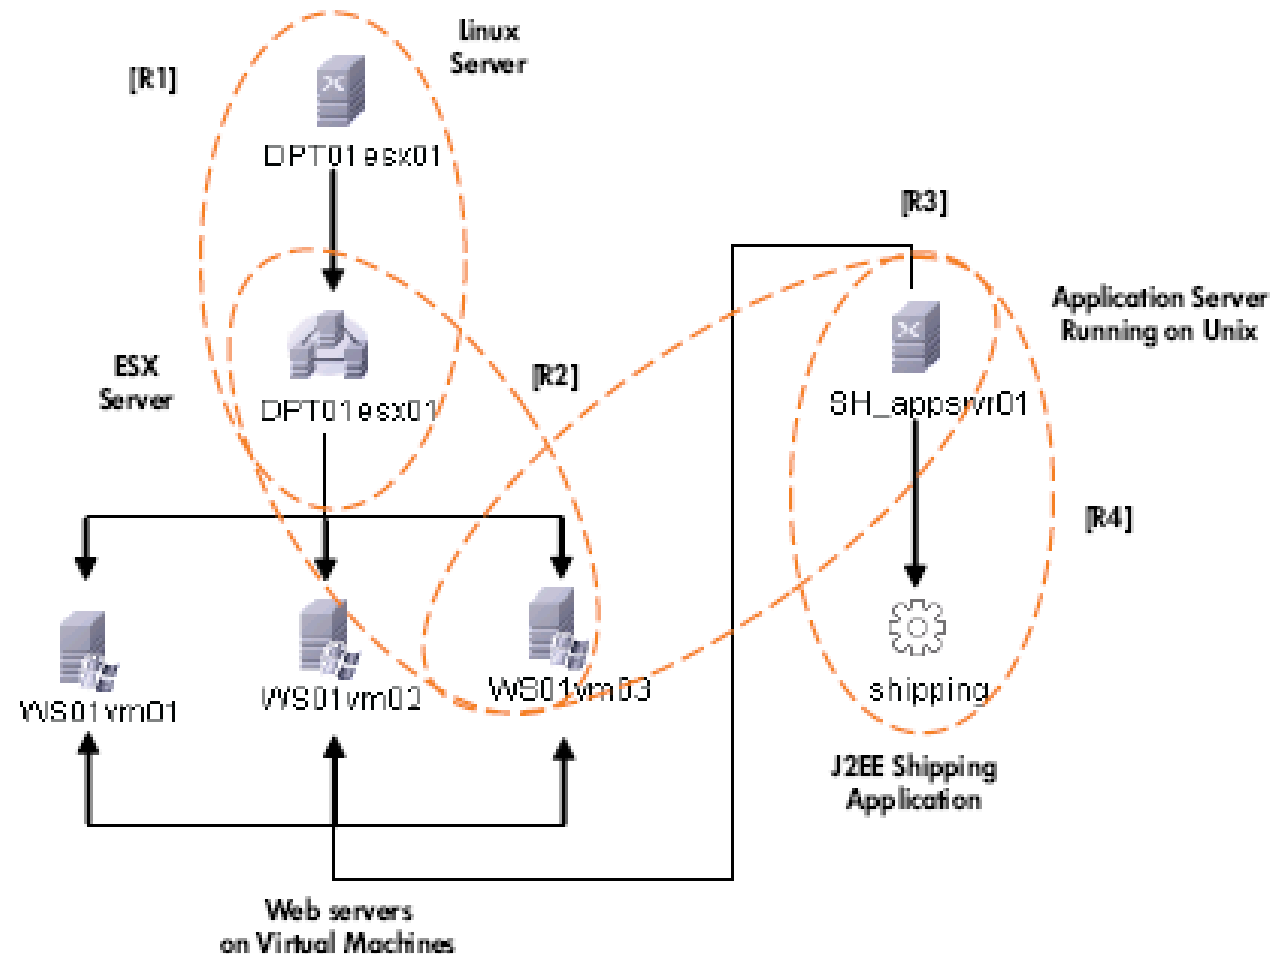 Linux
Server
[R1]
DPT01esx01
[R3]
Application Server
Running on Unix
ESX
Server
[R2]
DPT01esx01
SH_appsrvr01
[R4]
WS01vm01
WS01vm02
WS01vm03
shipping
J2EE Shipping
Application
Web servers
on Virtual Machines